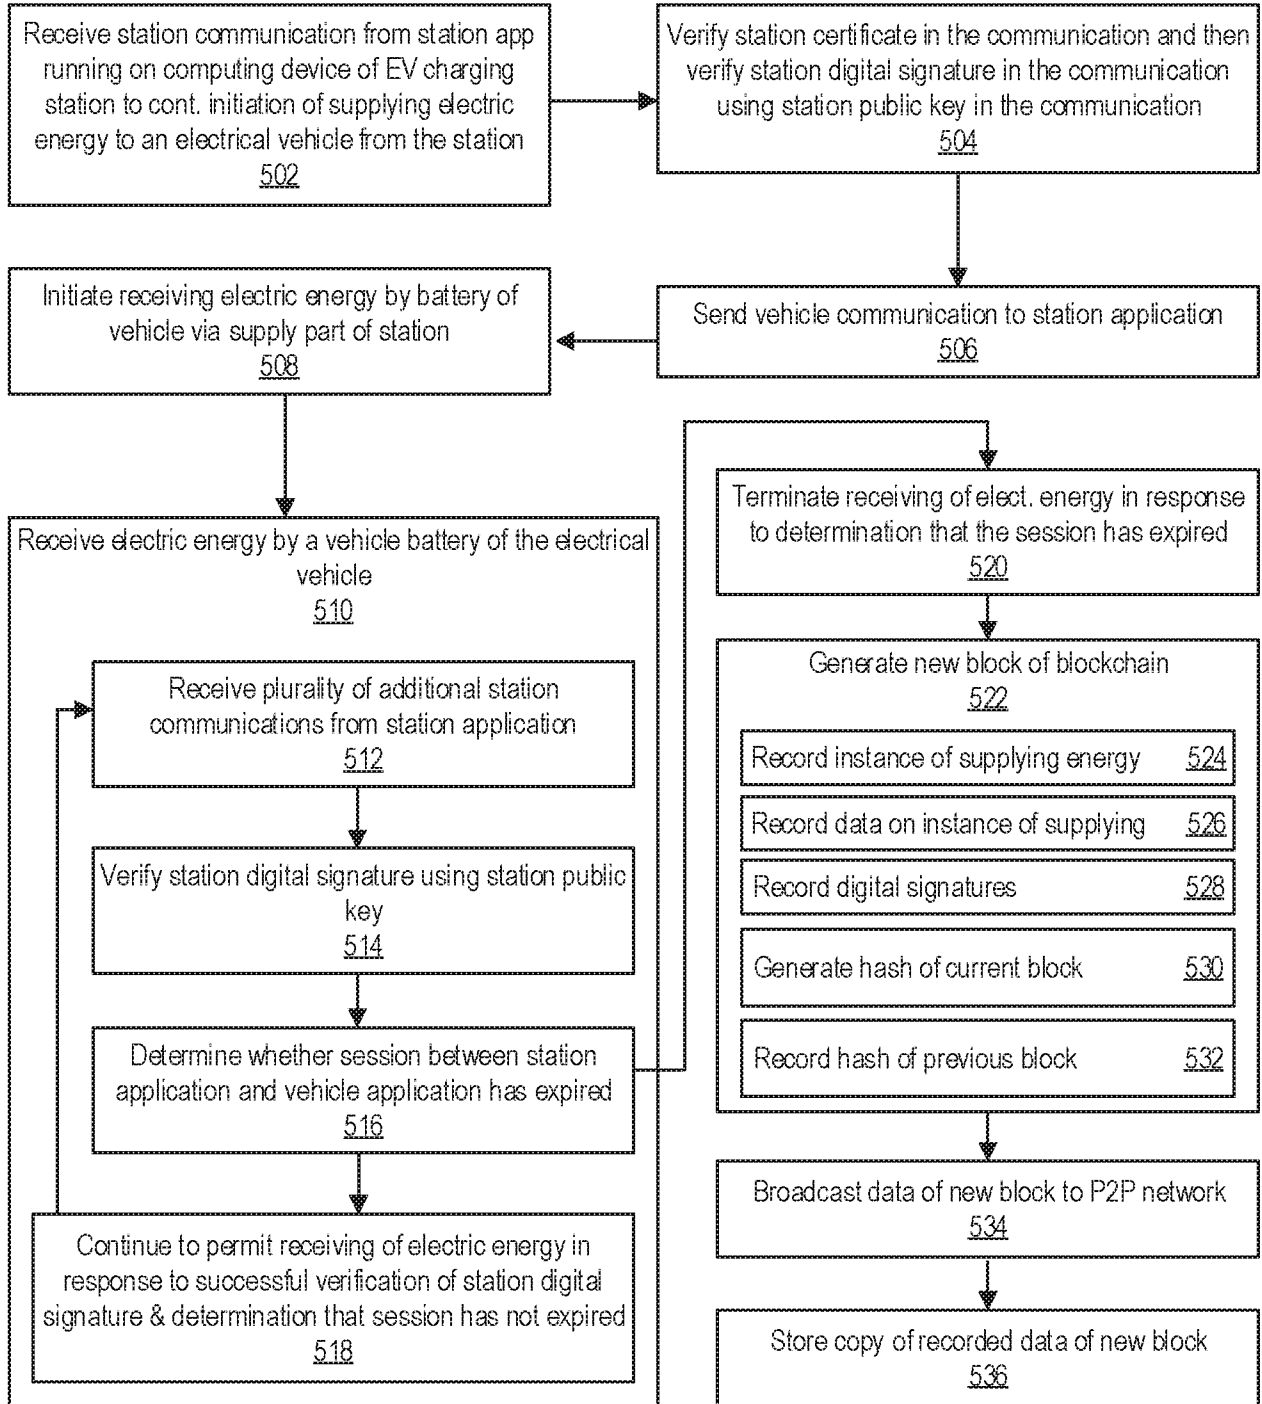 Receive station communication from station app
running on computing device of EV charging
station to cont. initiation of supplying electric
energy to an electrical vehicle from the station
502
Verify station certificate in the communication and then
verify station digital signature in the communication
using station public key in the communication
504
Send vehicle communication to station application
506
Initiate receiving electric energy by battery of
vehicle via supply part of station
508
Receive electric energy by a vehicle battery of the electrical
vehicle
510
Receive plurality of additional station
communications from station application
512
Verify station digital signature using station public
key
514
Determine whether session between station
application and vehicle application has expired
516
Continue to permit receiving of electric energy in
response to successful verification of station digital
signature & determination that session has not expired
518
Terminate receiving of elect. energy in response
to determination that the session has expired
520
Generate new block of blockchain
522
Record instance of supplying energy 524
Record data on instance of supplying 526
Record digital signatures 528
Generate hash of current block 530
Record hash of previous block 532
Broadcast data of new block to P2P network
534
Store copy of recorded data of new block
536